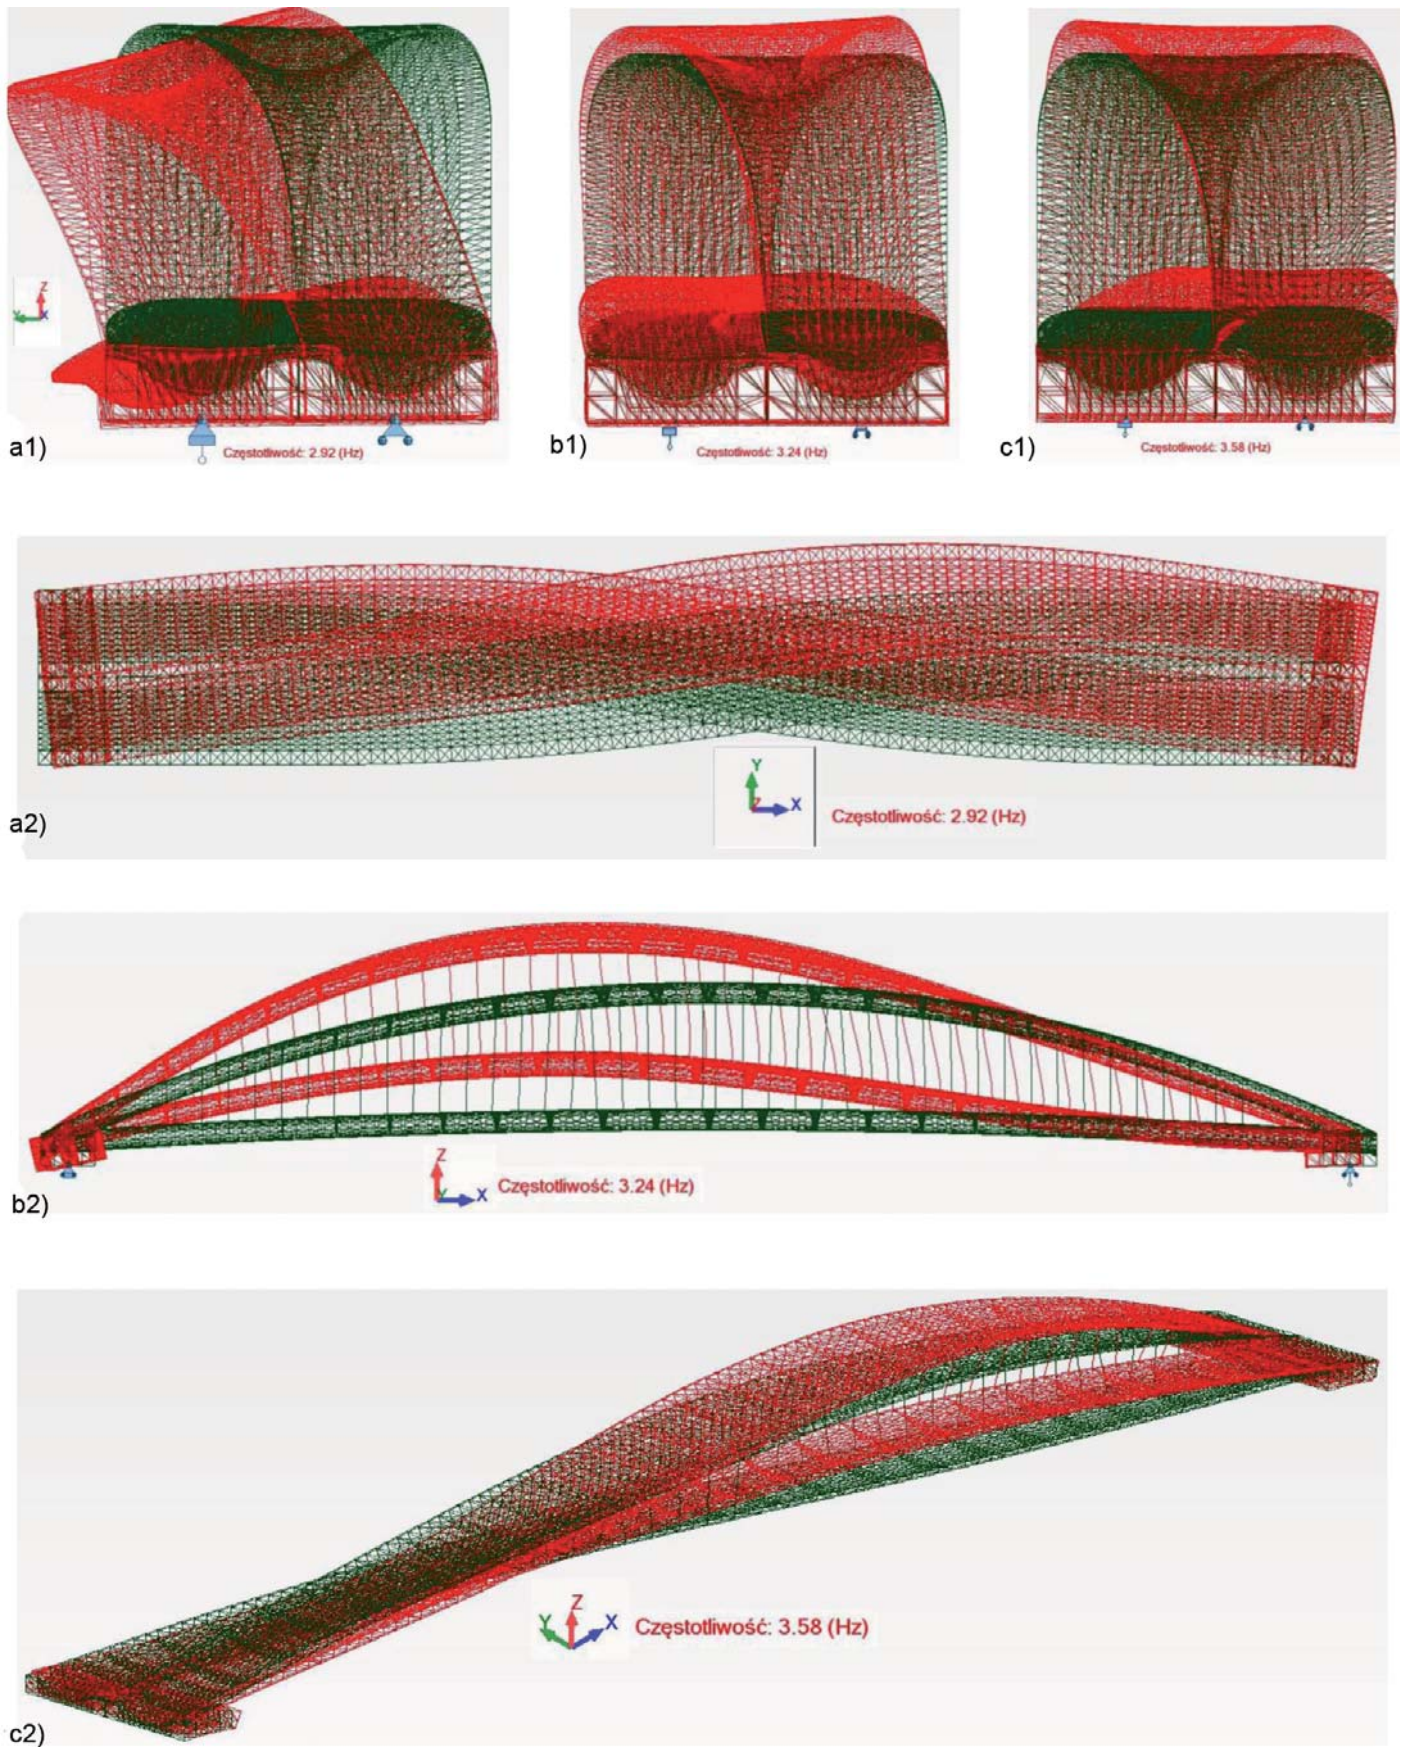 Z
Y X
a1)
Częstotliwość: 2.92 (Hz)
b1)
Częstotliwość: 3.24 (Hz)
c1)
Częstotliwość: 3.58 (Hz)
Y
Z X
a2)
Częstotliwość: 2.92 (Hz)
Z
Y X
b2)
Częstotliwość: 3.24 (Hz)
Z
Y X
Częstotliwość: 3.58 (Hz)
c2)